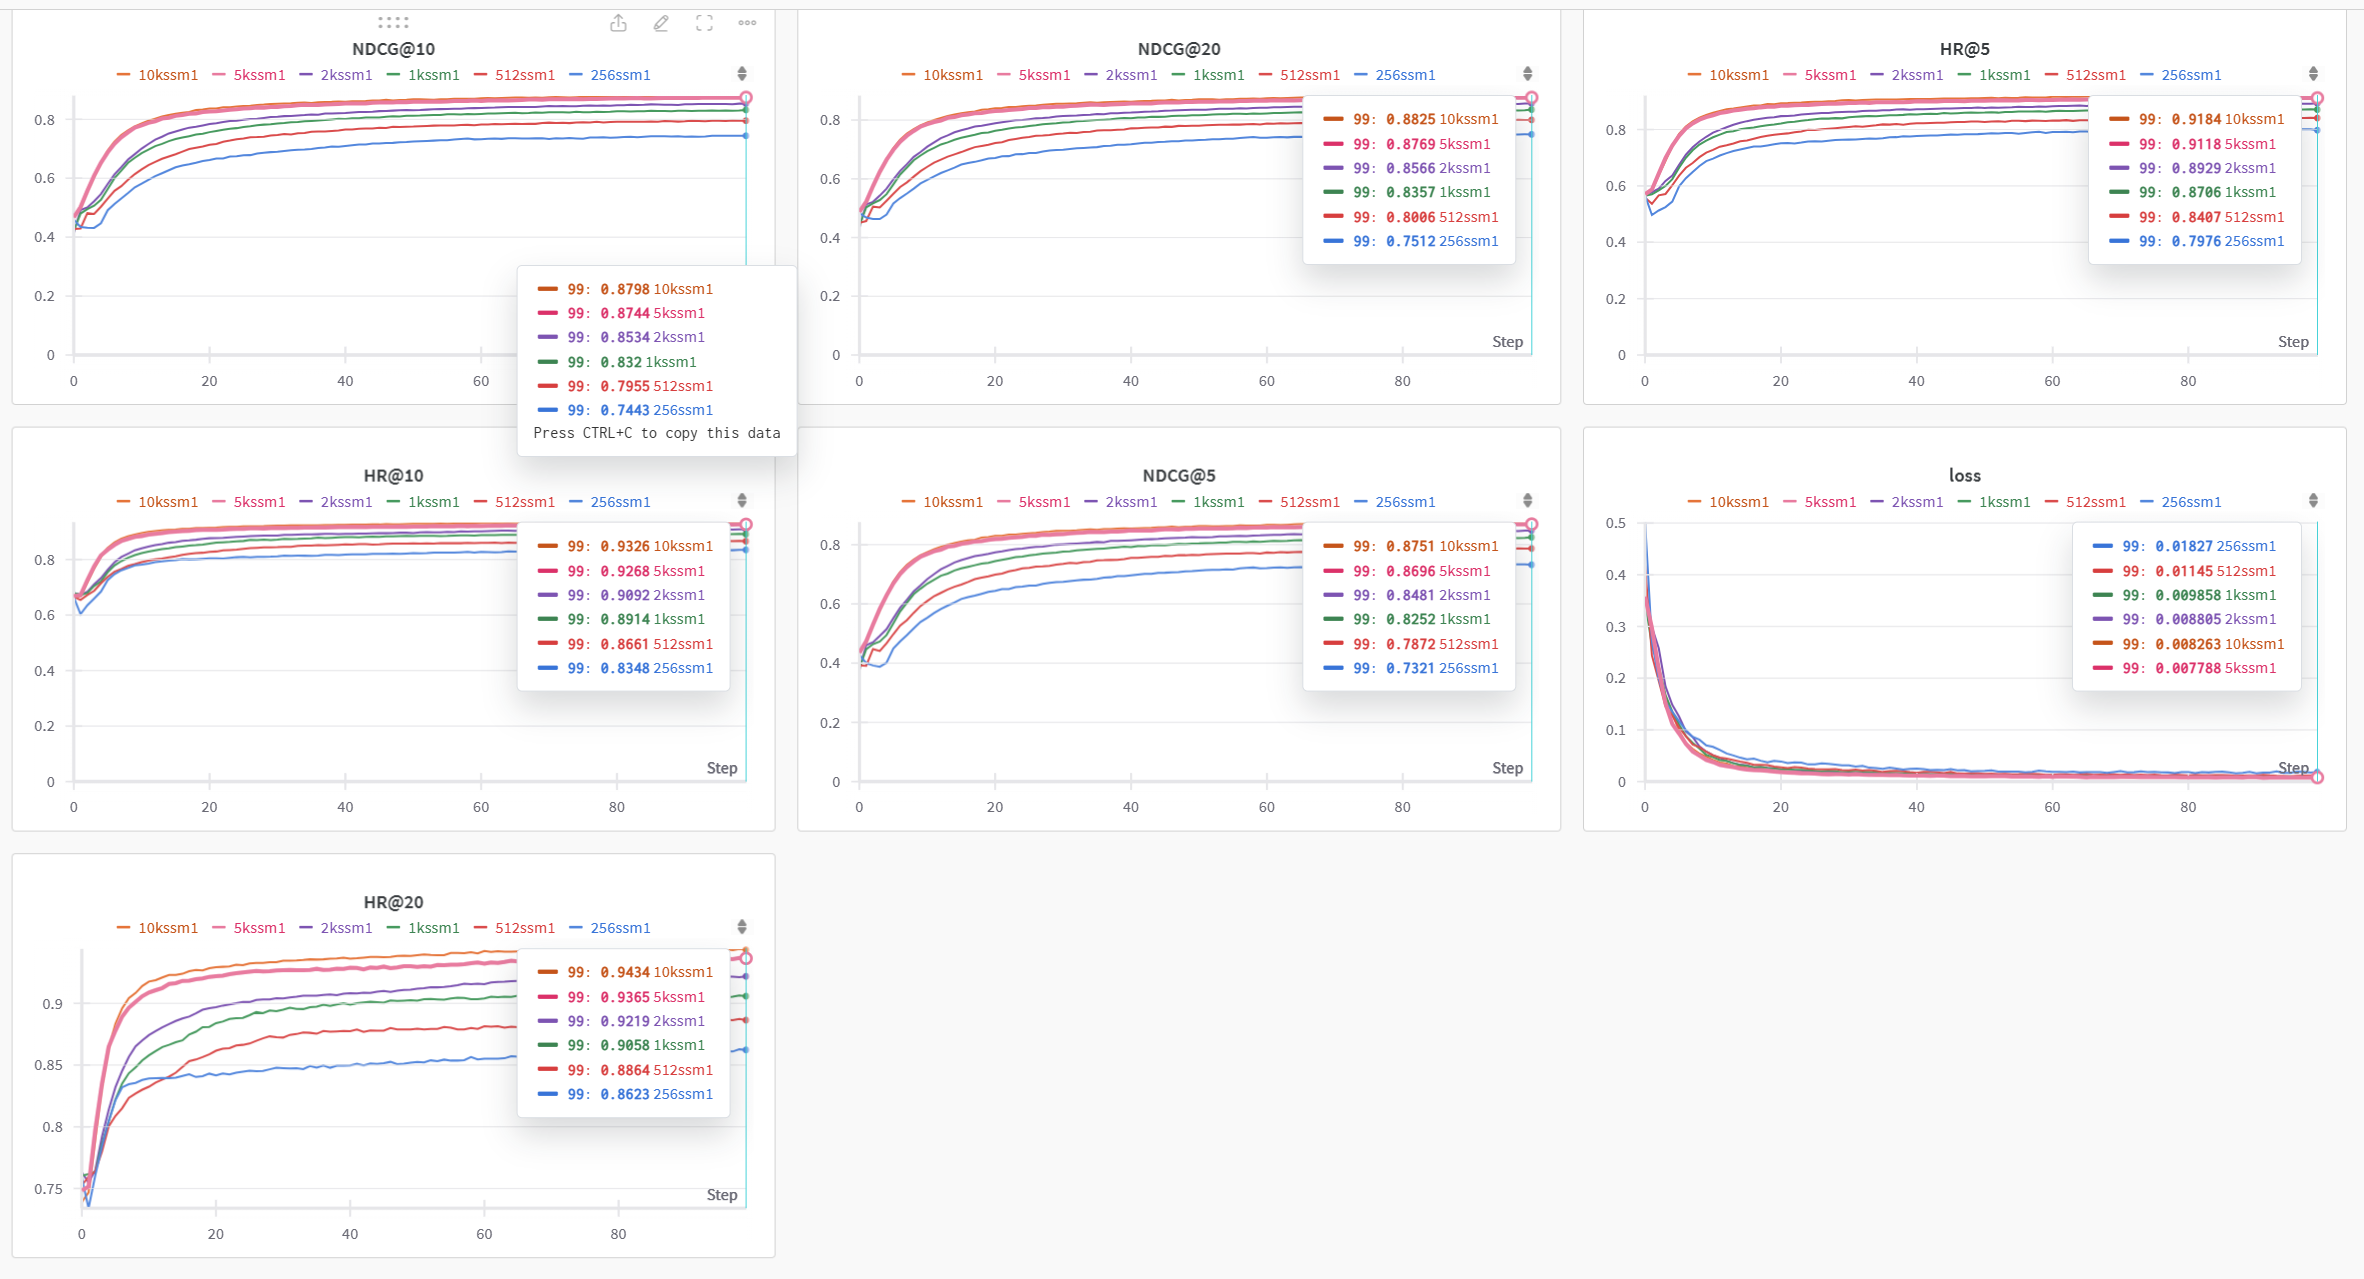 NDCG@10
10kssm1 5kssm1 2kssm1 1kssm1 512ssm1 256ssm1
0.8
0.6
0.4
0.2
0
0 20 40 60
99: 0.8798 10kssm1
99: 0.8744 5kssm1
99: 0.8534 2kssm1
99: 0.832 1kssm1
99: 0.7955 512ssm1
99: 0.7443 256ssm1
Press CTRL+C to copy this data
NDCG@20
10kssm1 5kssm1 2kssm1 1kssm1 512ssm1 256ssm1
0.8
0.6
0.4
0.2
0
0 20 40 60 80
Step
99: 0.8825 10kssm1
99: 0.8769 5kssm1
99: 0.8566 2kssm1
99: 0.8357 1kssm1
99: 0.8006 512ssm1
99: 0.7512 256ssm1
HR@5
10kssm1 5kssm1 2kssm1 1kssm1 512ssm1 256ssm1
0.8
0.6
0.4
0.2
0
0 20 40 60 80
Step
99: 0.9184 10kssm1
99: 0.9118 5kssm1
99: 0.8929 2kssm1
99: 0.8706 1kssm1
99: 0.8407 512ssm1
99: 0.7976 256ssm1
HR@10
10kssm1 5kssm1 2kssm1 1kssm1 512ssm1 256ssm1
0.8
0.6
0.4
0.2
0
0 20 40 60 80
Step
99: 0.9326 10kssm1
99: 0.9268 5kssm1
99: 0.9092 2kssm1
99: 0.8914 1kssm1
99: 0.8661 512ssm1
99: 0.8348 256ssm1
NDCG@5
10kssm1 5kssm1 2kssm1 1kssm1 512ssm1 256ssm1
0.8
0.6
0.4
0.2
0
0 20 40 60 80
Step
99: 0.8751 10kssm1
99: 0.8696 5kssm1
99: 0.8481 2kssm1
99: 0.8252 1kssm1
99: 0.7872 512ssm1
99: 0.7321 256ssm1
loss
10kssm1 5kssm1 2kssm1 1kssm1 512ssm1 256ssm1
0.5
0.4
0.3
0.2
0.1
0
0 20 40 60 80
Step
99: 0.01827 256ssm1
99: 0.01145 512ssm1
99: 0.009858 1kssm1
99: 0.008805 2kssm1
99: 0.008263 10kssm1
99: 0.007788 5kssm1
HR@20
10kssm1 5kssm1 2kssm1 1kssm1 512ssm1 256ssm1
0.9
0.85
0.8
0.75
0 20 40 60 80
Step
99: 0.9434 10kssm1
99: 0.9365 5kssm1
99: 0.9219 2kssm1
99: 0.9058 1kssm1
99: 0.8864 512ssm1
99: 0.8623 256ssm1